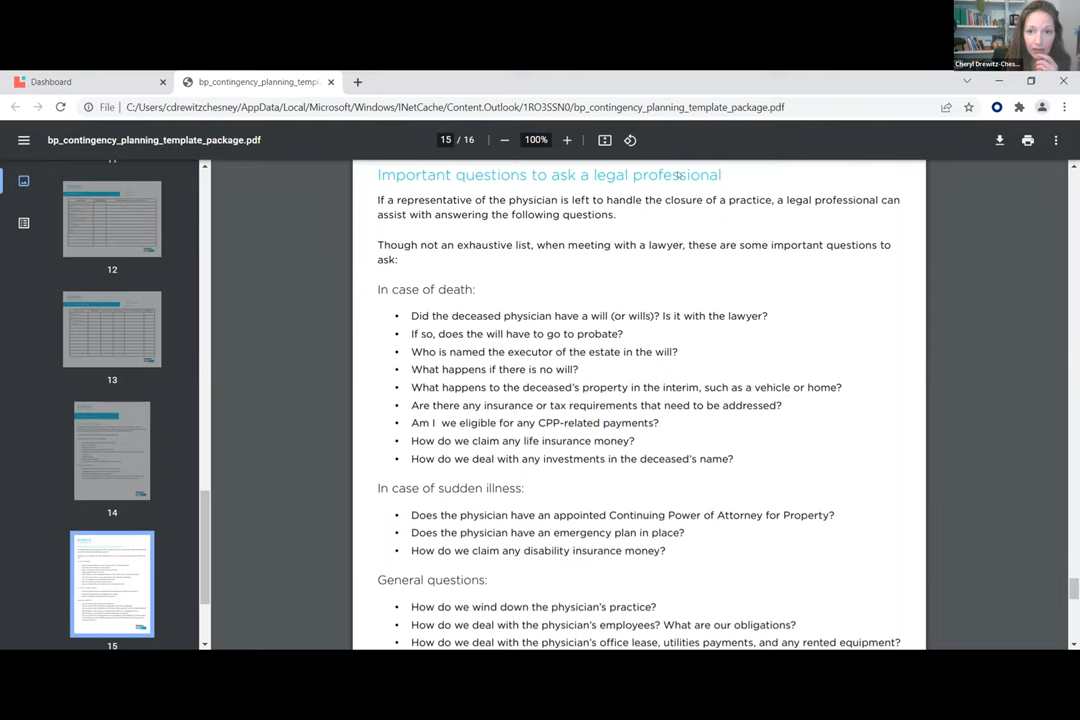 Cheryl Drewitz-Ches...
Dashboard
bp_contingency_planning_templ
File
C:/Users/cdrewitzchesney/AppData/Local/Microsoft/Windows/INetCache/Content.Outlook/1RO3SSN0/bp_contingency_planning_template_package.pdf
bp_contingency_planning_template_package.pdf
15 / 16
100%
12
13
14
15
Important questions to ask a legal professional
If a representative of the physician is left to handle the closure of a practice, a legal professional can
assist with answering the following questions.
Though not an exhaustive list, when meeting with a lawyer, these are some important questions to
ask:
In case of death:
• Did the deceased physician have a will (or wills)? Is it with the lawyer?
• If so, does the will have to go to probate?
• Who is named the executor of the estate in the will?
• What happens if there is no will?
• What happens to the deceased's property in the interim, such as a vehicle or home?
• Are there any insurance or tax requirements that need to be addressed?
• Am I we eligible for any CPP-related payments?
• How do we claim any life insurance money?
• How do we deal with any investments in the deceased's name?
In case of sudden illness:
• Does the physician have an appointed Continuing Power of Attorney for Property?
• Does the physician have an emergency plan in place?
• How do we claim any disability insurance money?
General questions:
• How do we wind down the physician's practice?
• How do we deal with the physician's employees? What are our obligations?
• How do we deal with the physician's office lease, utilities payments, and any rented equipment?